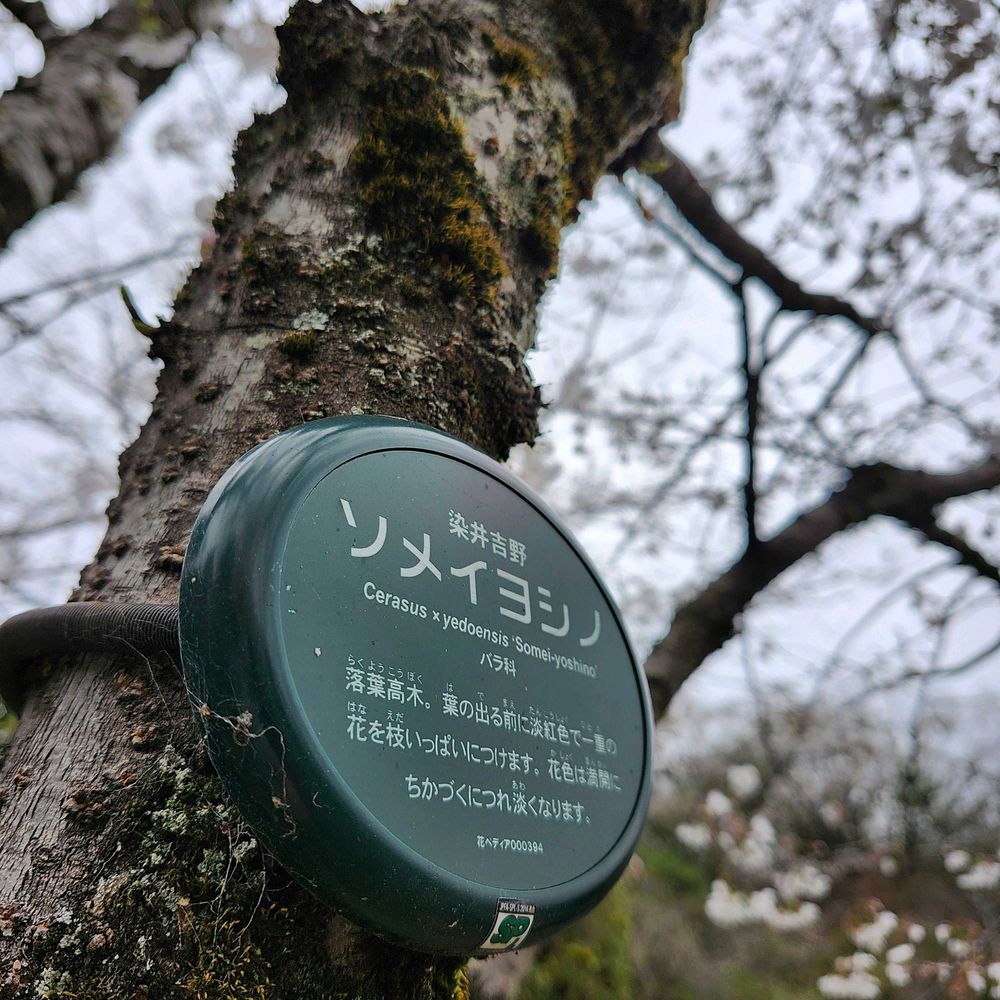 染井吉野
ソメイヨシノ
Cerasus × yedoensis 'Somei-yoshino'
バラ科
落葉高木。葉の出る前に淡紅色で一重の
花を枝いっぱいにつけます。花色は満開に
ちかづくにつれ淡くなります。
花ペディア000394
SP